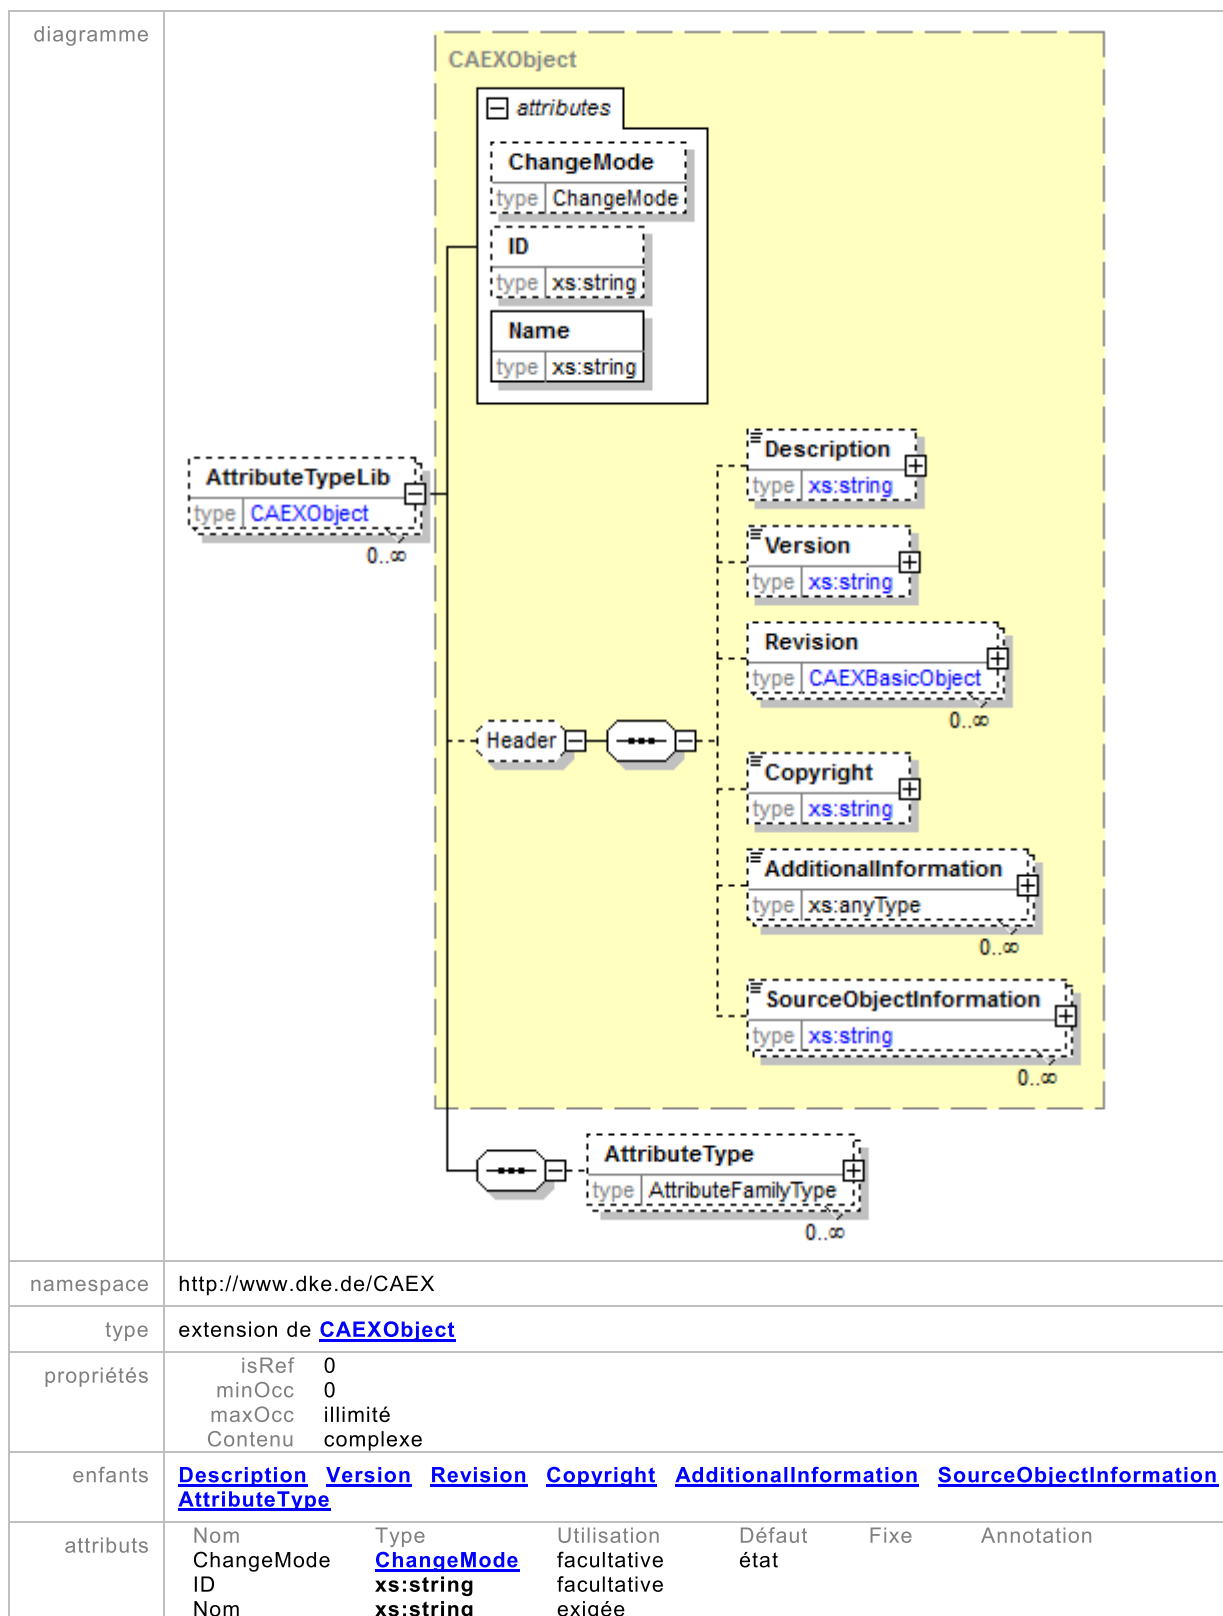 diagramme
CAEXObject
attributes
ChangeMode
type ChangeMode
ID
type xs:string
Name
type xs:string
AttributeTypeLib
type CAEXObject
0..∞
Description
type xs:string
Version
type xs:string
Revision
type CAEXBasicObject
0..∞
Header
Copyright
type xs:string
AdditionalInformation
type xs:anyType
0..∞
SourceObjectInformation
type xs:string
0..∞
AttributeType
type AttributeFamilyType
0..∞
namespace http://www.dke.de/CAEX
type extension de CAEXObject
propriétés
isRef 0
minOcc 0
maxOcc illimité
Contenu complexe
enfants Description Version Revision Copyright AdditionalInformation SourceObjectInformation
AttributeType
attributs
Nom Type Utilisation Défaut Fixe Annotation
ChangeMode ChangeMode facultative état
ID xs:string facultative
Nom xs:string exigée